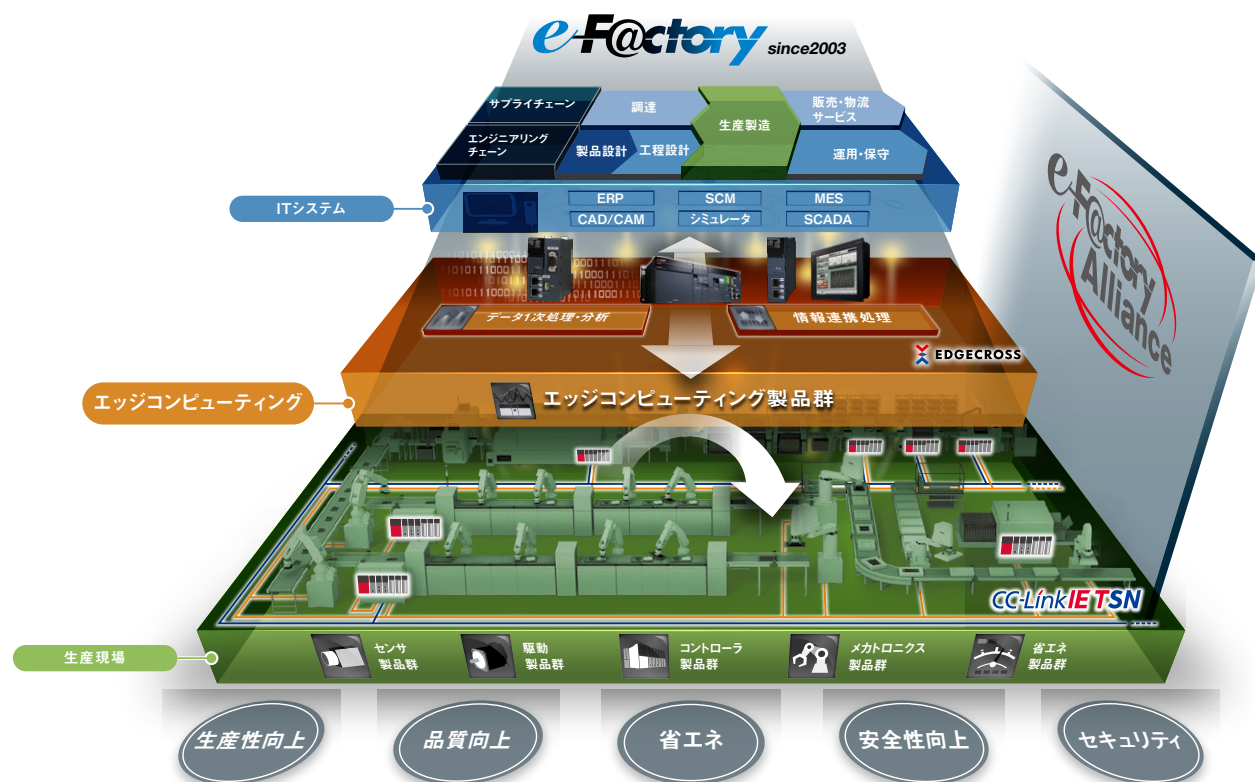 e-F@ctory since2003
サプライチェーン
調達
生産製造
販売・物流
サービス
エンジニアリング
チェーン
製品設計
工程設計
運用・保守
ITシステム
ERP
SCM
MES
CAD/CAM
シミュレータ
SCADA
データ1次処理・分析
情報連携処理
EDGECROSS
エッジコンピューティング
エッジコンピューティング製品群
e-F@ctory
Alliance
CC-Link IE TSN
生産現場
センサ
製品群
駆動
製品群
コントローラ
製品群
メカトロニクス
製品群
省エネ
製品群
生産性向上
品質向上
省エネ
安全性向上
セキュリティ